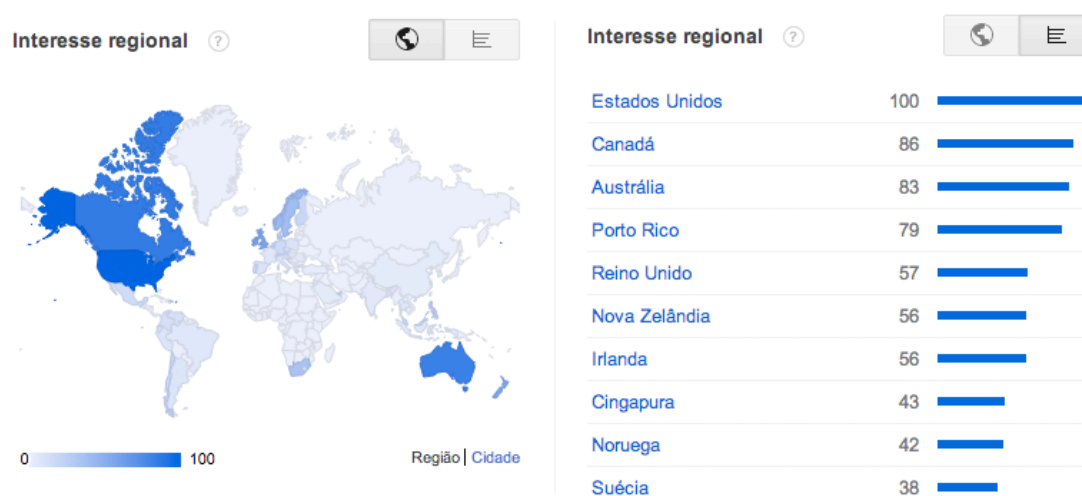 Interesse regional ?
0 100
Região | Cidade
Interesse regional ?
Estados Unidos 100
Canadá 86
Austrália 83
Porto Rico 79
Reino Unido 57
Nova Zelândia 56
Irlanda 56
Cingapura 43
Noruega 42
Suécia 38